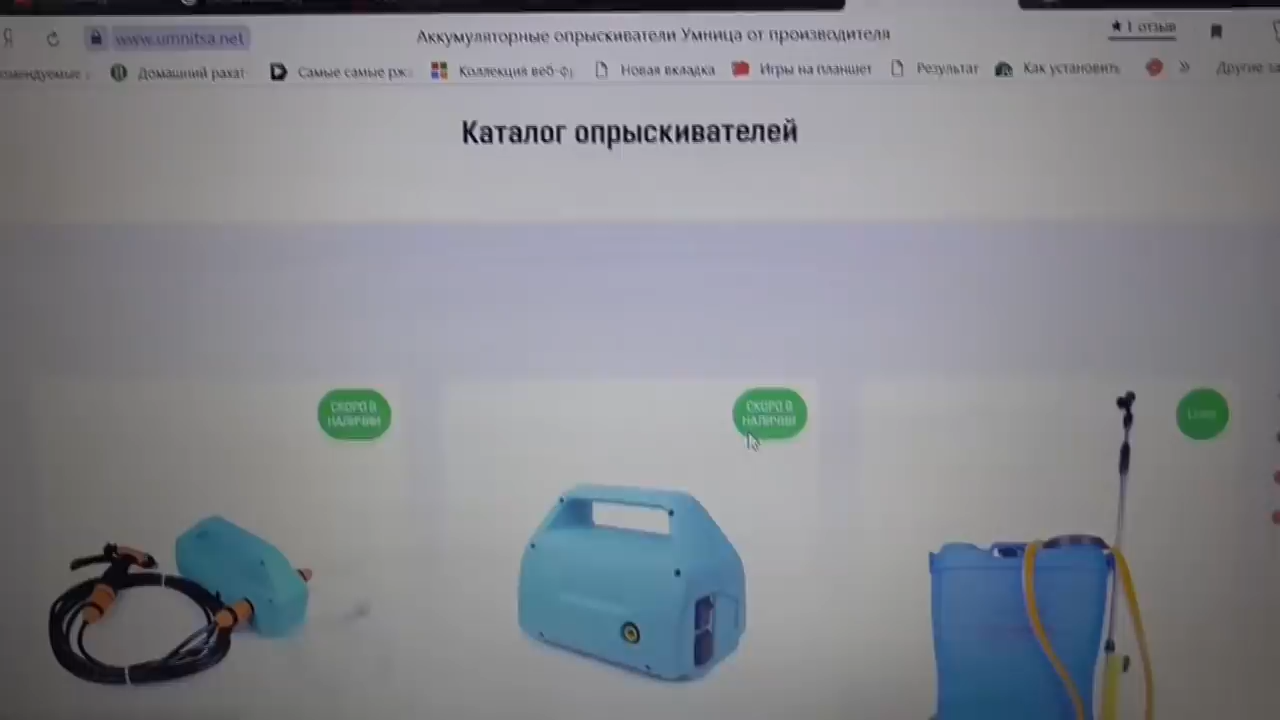 www.umnitsa.net
Аккумуляторные опрыскиватели Умница от производителя
★ 1 отзыв
Домашний рахат
Самые самые рж
Коллекция веб-ф
Новая вкладка
Игры на планшет
Результат
Как установить
»
Другие за
Каталог опрыскивателей
СКОРО В
НАЛИЧИИ
СКОРО В
НАЛИЧИИ